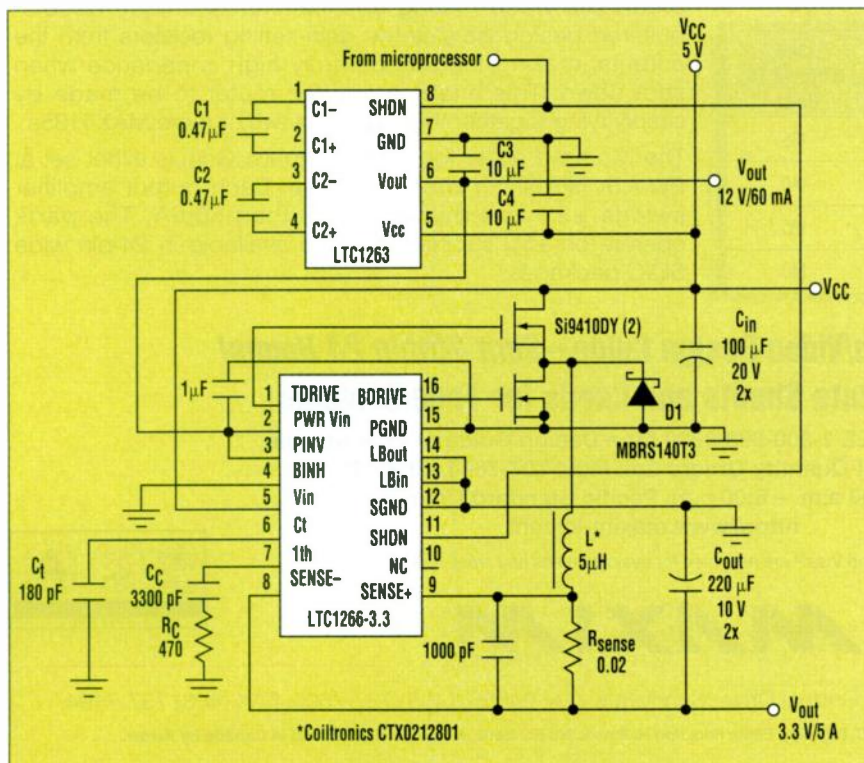 VCC
5 V
From microprocessor
1
C1–
SHDN
8
C1
0.47µF
2
C1+
GND
7
3
C2–
Vout
6
C2
0.47µF
4
C2+
Vcc
5
LTC1263
C3
10 µF
C4
10 µF
Vout
12 V/60 mA
VCC
Si9410DY (2)
Cin
100 µF
20 V
2x
1µF
D1
MBRS140T3
1
TDRIVE
BDRIVE
16
2
PWR Vin
PGND
15
3
PINV
LBout
14
4
BINH
LBin
13
5
Vin
SGND
12
6
Ct
SHDN
11
7
1th
NC
10
8
SENSE–
SENSE+
9
LTC1266-3.3
Ct
180 pF
CC
3300 pF
RC
470
L*
5µH
Cout
220 µF
10 V
2x
1000 pF
Rsense
0.02
*Coiltronics CTX0212801
Vout
3.3 V/5 A